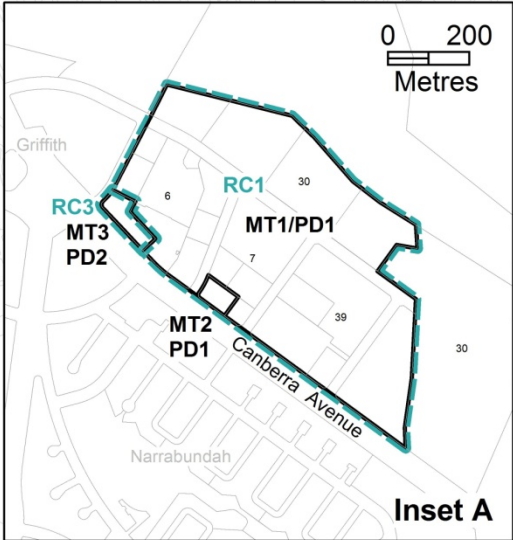 0 200
Metres
Griffith
RC3
MT3
PD2
6
RC1
30
MT1/PD1
7
MT2
PD1
39
30
Canberra Avenue
Narrabundah
Inset A